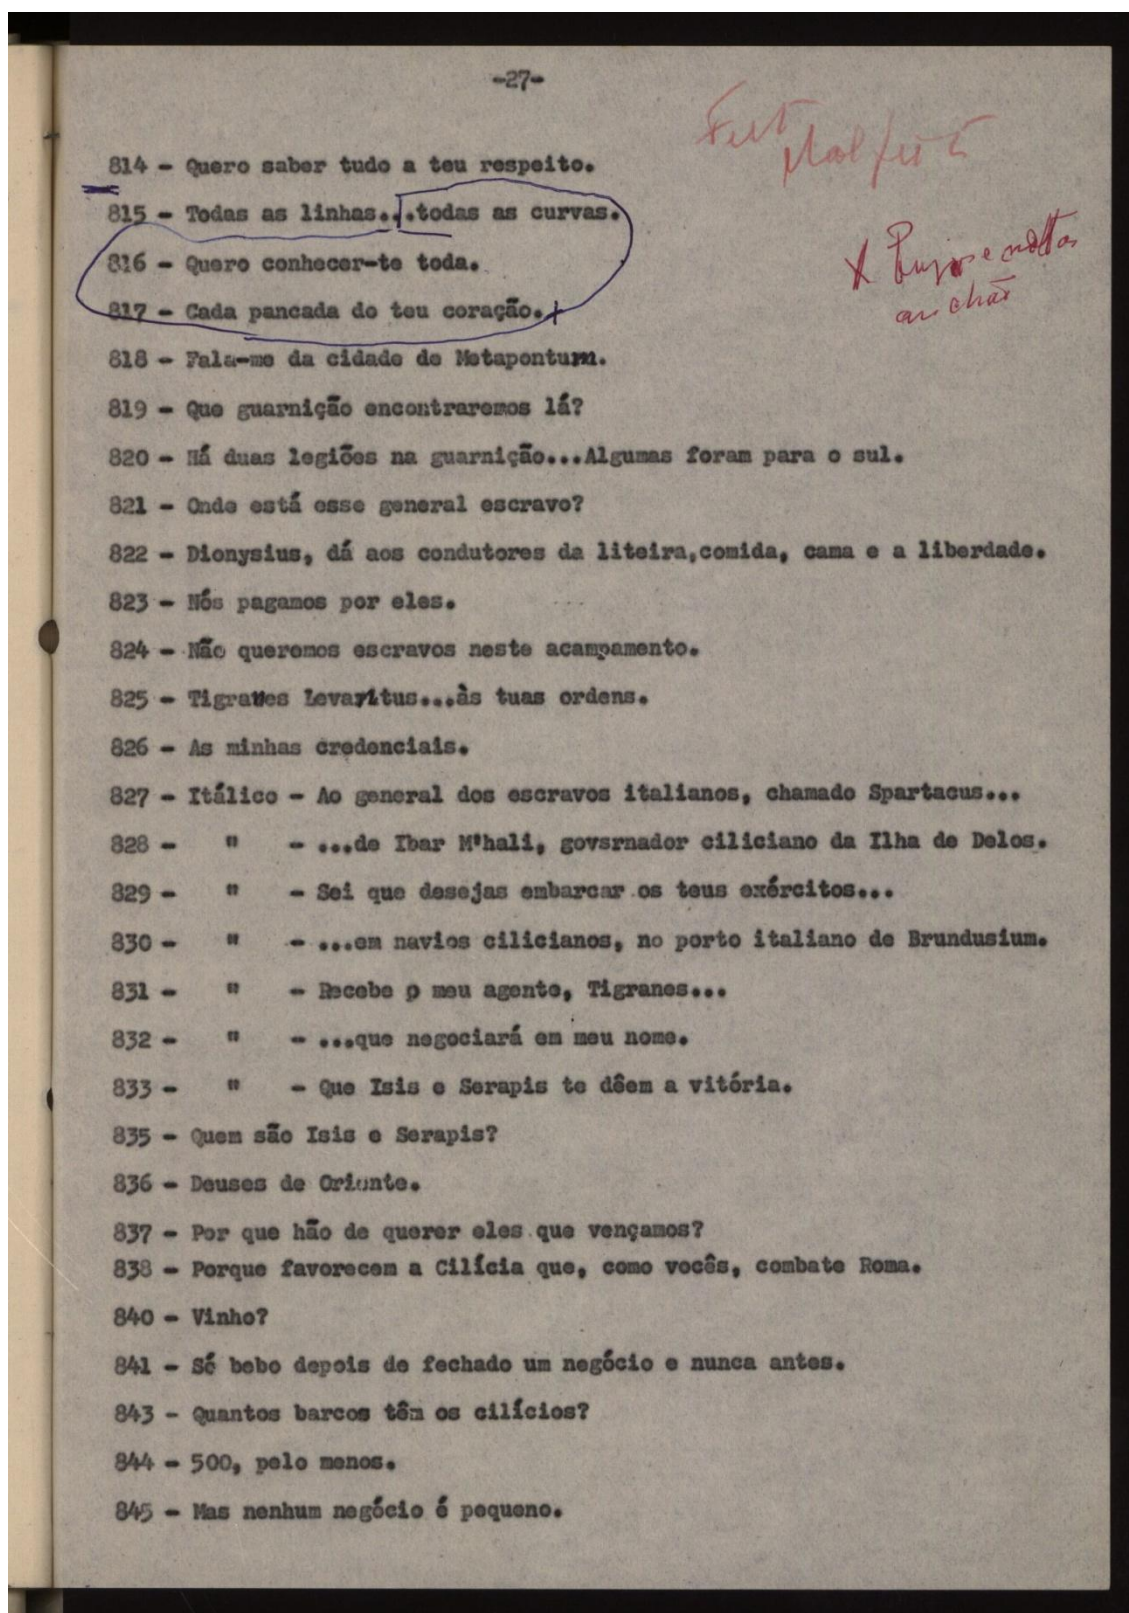 -27-
814 - Quero saber tudo a teu respeito.
815 - Todas as linhas...todas as curvas.
816 - Quero conhecer-te toda.
817 - Cada pancada do teu coração.
818 - Fala-me da cidade de Metapontum.
819 - Que guarnição encontraremos lá?
820 - Há duas legiões na guarnição...Algumas foram para o sul.
821 - Onde está esse general escravo?
822 - Dionysius, dá aos condutores da liteira,comida, cama e a liberdade.
823 - Nós pagamos por eles.
824 - Não queremos escravos neste acampamento.
825 - Tigranes Levantus...às tuas ordens.
826 - As minhas credenciais.
827 - Itálico - Ao general dos escravos italianos, chamado Spartacus...
828 - " - ...de Ibar M'hali, govsrnador ciliciano da Ilha de Delos.
829 - " - Sei que desejas embarcar os teus exércitos...
830 - " - ...em navios cilicianos, no porto italiano de Brundusium.
831 - " - Recebe o meu agente, Tigranes...
832 - " - ...que negociará em meu nome.
833 - " - Que Isis e Serapis te dêem a vitória.
835 - Quem são Isis e Serapis?
836 - Deuses de Oriente.
837 - Por que hão de querer eles que vençamos?
838 - Porque favorecem a Cilícia que, como vocês, combate Roma.
840 - Vinho?
841 - Só bebo depois de fechado um negócio e nunca antes.
843 - Quantos barcos têm os cilícios?
844 - 500, pelo menos.
845 - Mas nenhum negócio é pequeno.